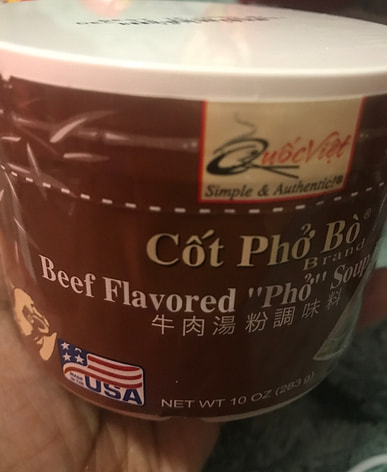 QuốcViệt
Simple & Authentic!®
Cốt Phở Bò®
Brand
Beef Flavored "Phở" Soup
牛肉湯粉調味料
USA
NET WT 10 OZ (283g)